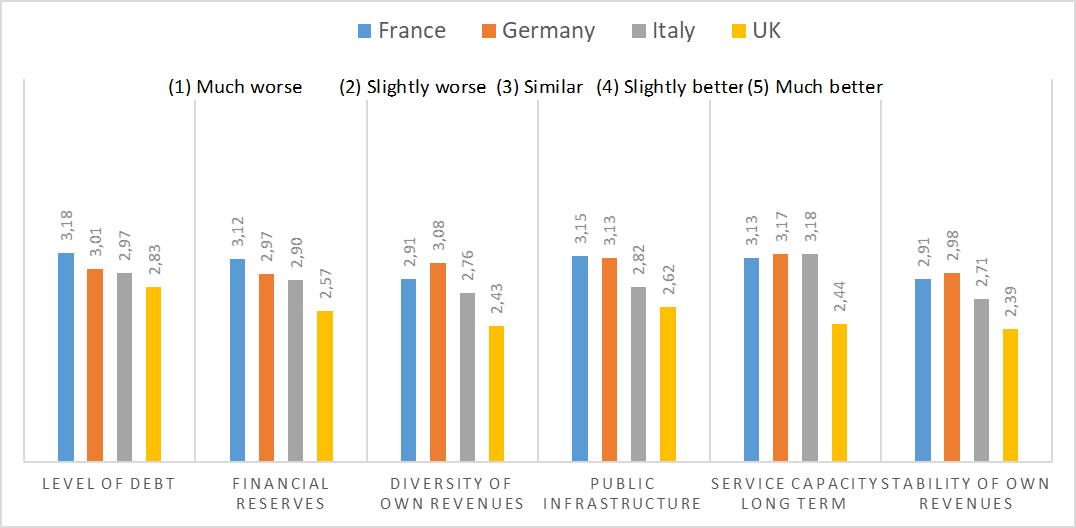 France Germany Italy UK
(1) Much worse (2) Slightly worse (3) Similar (4) Slightly better (5) Much better
3,18 3,01 2,97 2,83 3,12 2,97 2,90 2,57 2,91 3,08 2,76 2,43 3,15 3,13 2,82 2,62 3,13 3,17 3,18 2,44 2,91 2,98 2,71 2,39
LEVEL OF DEBT
FINANCIAL
RESERVES
DIVERSITY OF
OWN REVENUES
PUBLIC
INFRASTRUCTURE
SERVICE CAPACITY
LONG TERM
STABILITY OF OWN
REVENUES